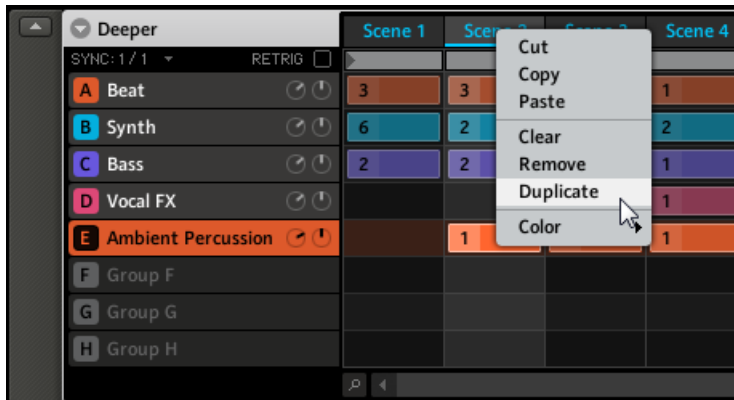 Deeper Scene 1 Scene 4
SYNC: 1 / 1 RETRIG
A Beat 3 3 1
B Synth 6 2 2
C Bass 2 2 1
D Vocal FX 1
E Ambient Percussion 1 1
F Group F
G Group G
H Group H
Cut
Copy
Paste
Clear
Remove
Duplicate
Color